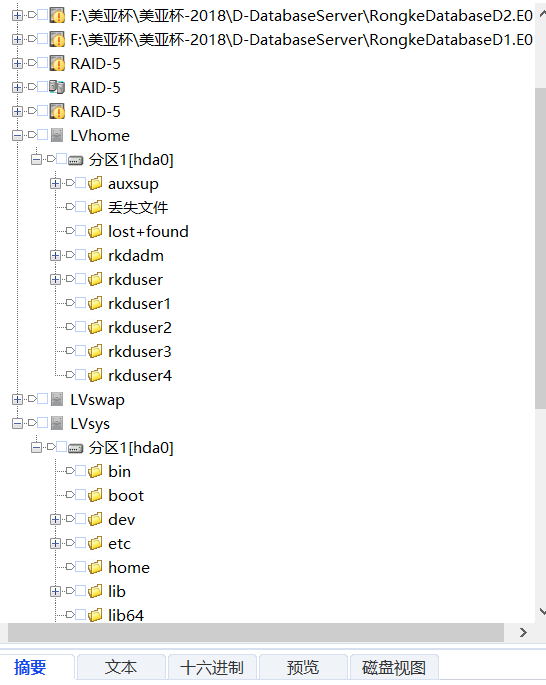 F:\美亚杯\美亚杯-2018\D-DatabaseServer\RongkeDatabaseD2.E0
F:\美亚杯\美亚杯-2018\D-DatabaseServer\RongkeDatabaseD1.E0
RAID-5
RAID-5
RAID-5
LVhome
分区1[hda0]
auxsup
丢失文件
lost+found
rkdadm
rkduser
rkduser1
rkduser2
rkduser3
rkduser4
LVswap
LVsys
分区1[hda0]
bin
boot
dev
etc
home
lib
lib64
摘要 文本 十六进制 预览 磁盘视图